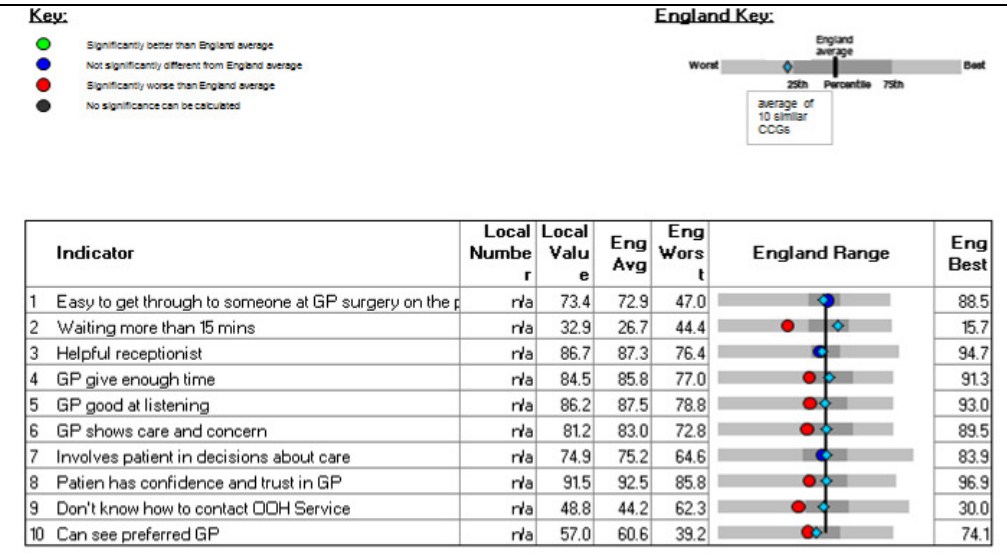 Key:
England Key:
Significantly better than England average
Not significantly different from England average
Significantly worse than England average
No significance can be calculated
England
average
Worst
Best
25th Percentile 75th
average of
10 similar
CCGs
Indicator Local Numbe r Local Valu e Eng Avg Eng Wors t England Range Eng Best
1 Easy to get through to someone at GP surgery on the p n/a 73.4 72.9 47.0 88.5
2 Waiting more than 15 mins n/a 32.9 26.7 44.4 15.7
3 Helpful receptionist n/a 86.7 87.3 76.4 94.7
4 GP give enough time n/a 84.5 85.8 77.0 91.3
5 GP good at listening n/a 86.2 87.5 78.8 93.0
6 GP shows care and concern n/a 81.2 83.0 72.8 89.5
7 Involves patient in decisions about care n/a 74.9 75.2 64.6 83.9
8 Patien has confidence and trust in GP n/a 91.5 92.5 85.8 96.9
9 Don't know how to contact OOH Service n/a 48.8 44.2 62.3 30.0
10 Can see preferred GP n/a 57.0 60.6 39.2 74.1